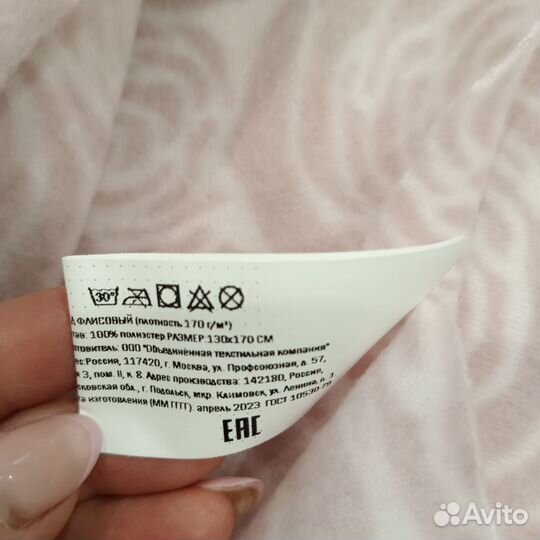 30°
ФЛИСОВЫЙ (плотность 170 г/м²)
100% полиэстер РАЗМЕР:130х170 СМ
ООО "Объединенная текстильная компания"
Россия, 117420, г. Москва, ул. Профсоюзная, д. 57,
3, пом. II, к. 8. Адрес производства: 142180, Россия,
обл., г. Подольск, мкр. Климовск, ул. Ленина, д.
изготовления (ММ.ГГГГ): апрель 2023 ГОСТ 10530-79
EAC
Avito